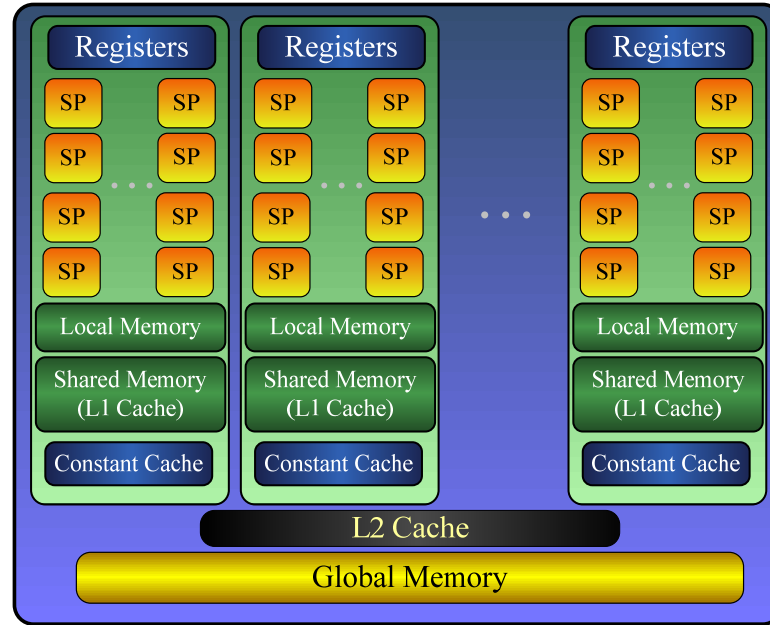 Registers
Registers
Registers
SP SP SP SP SP SP
SP SP SP SP SP SP
SP SP SP SP SP SP
SP SP SP SP SP SP
Local Memory
Local Memory
Local Memory
Shared Memory
(L1 Cache)
Shared Memory
(L1 Cache)
Shared Memory
(L1 Cache)
Constant Cache
Constant Cache
Constant Cache
L2 Cache
Global Memory